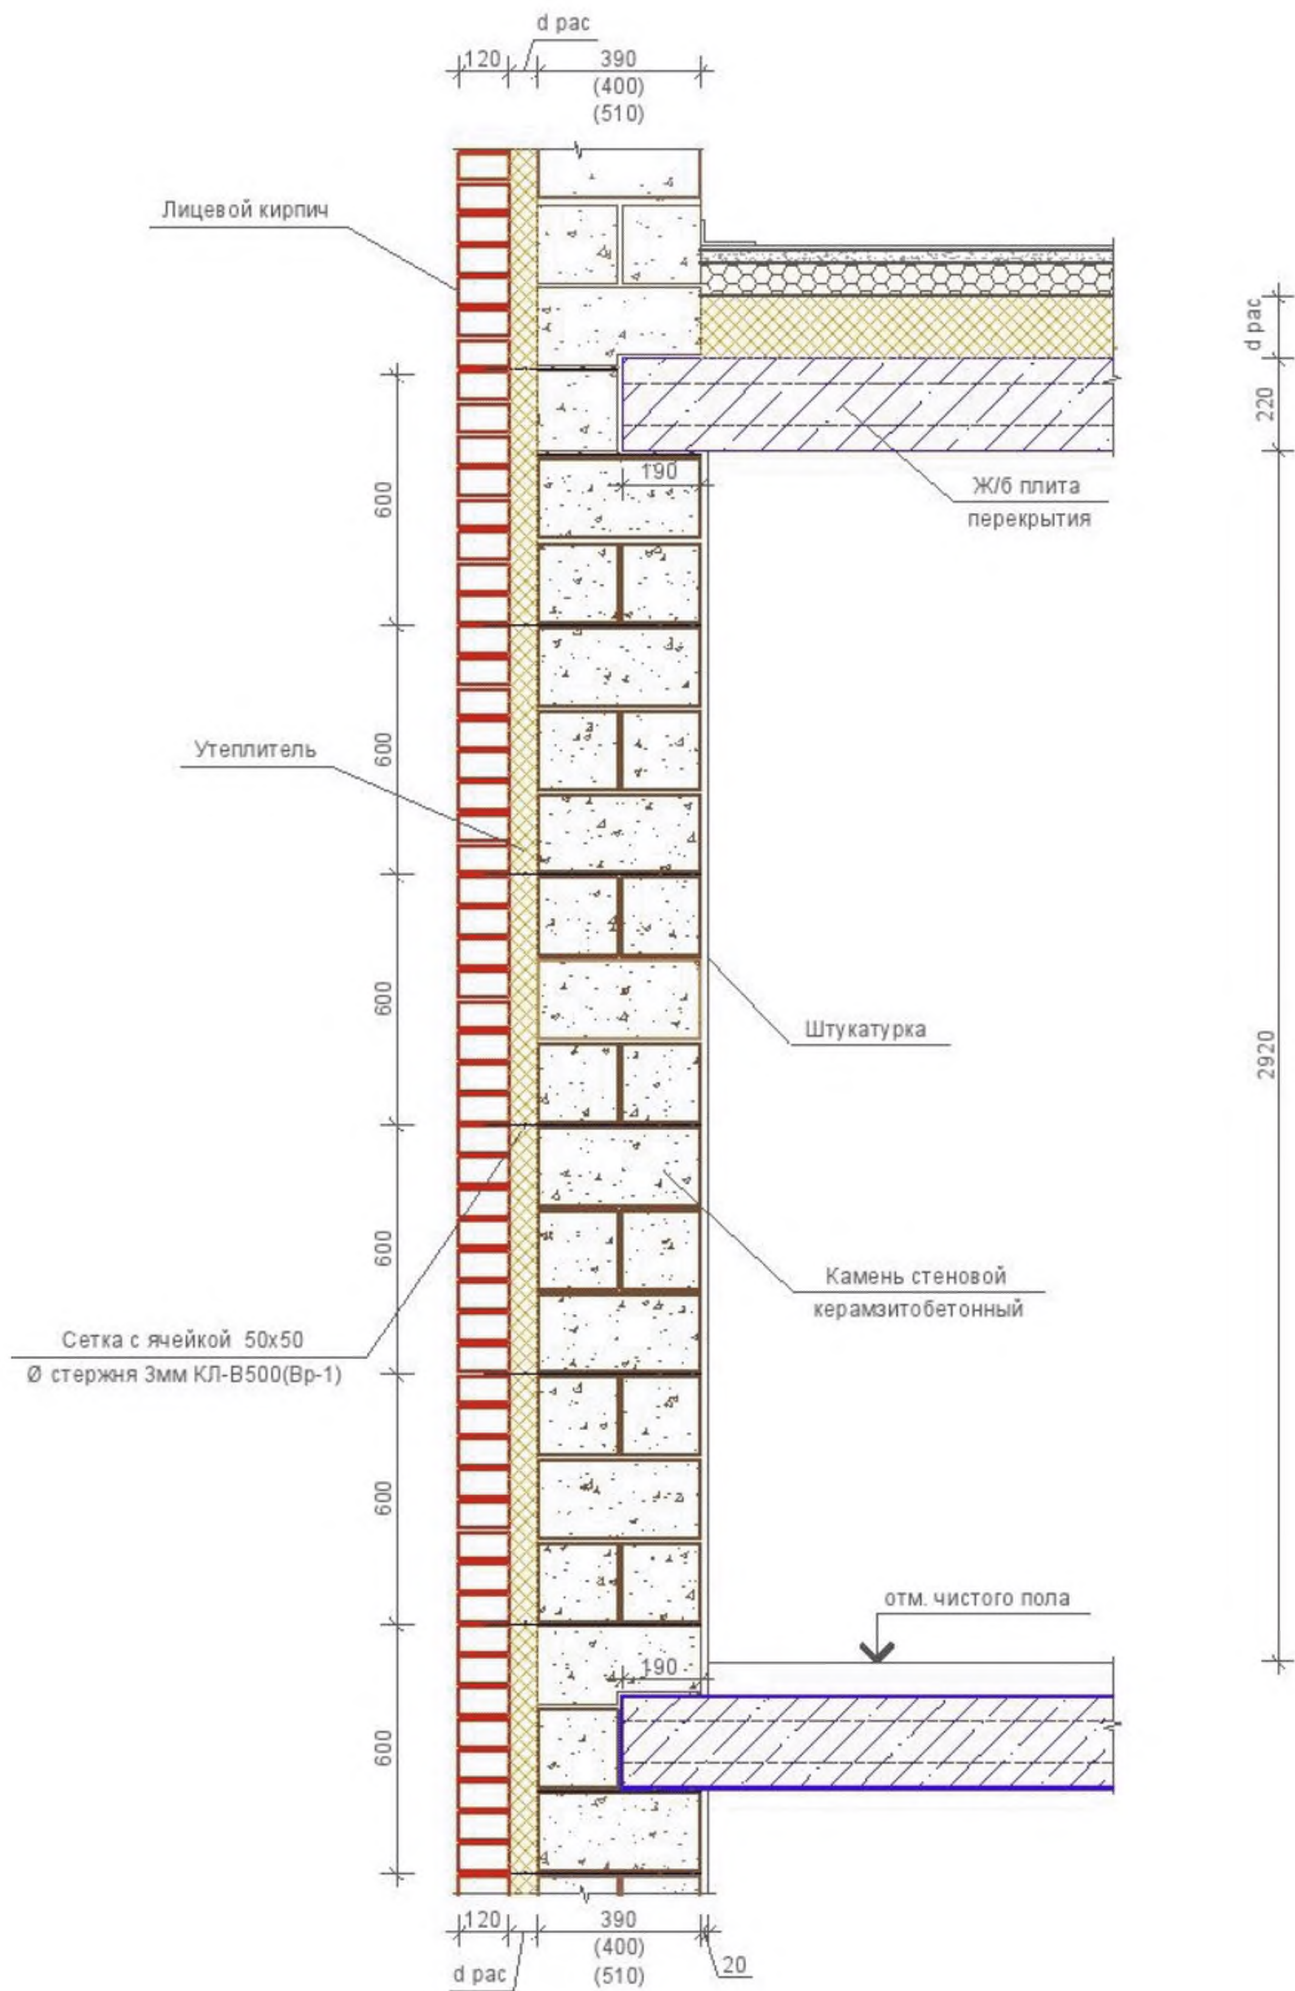 d рас
120
390
(400)
(510)
Лицевой кирпич
d рас
220
190
Ж/б плита
перекрытия
600
Утеплитель
600
600
Штукатурка
2920
600
Камень стеновой
керамзитобетонный
Сетка с ячейкой 50х50
Ø стержня 3мм КЛ-В500(Вр-1)
600
отм. чистого пола
190
600
120
390
(400)
(510)
20
d рас